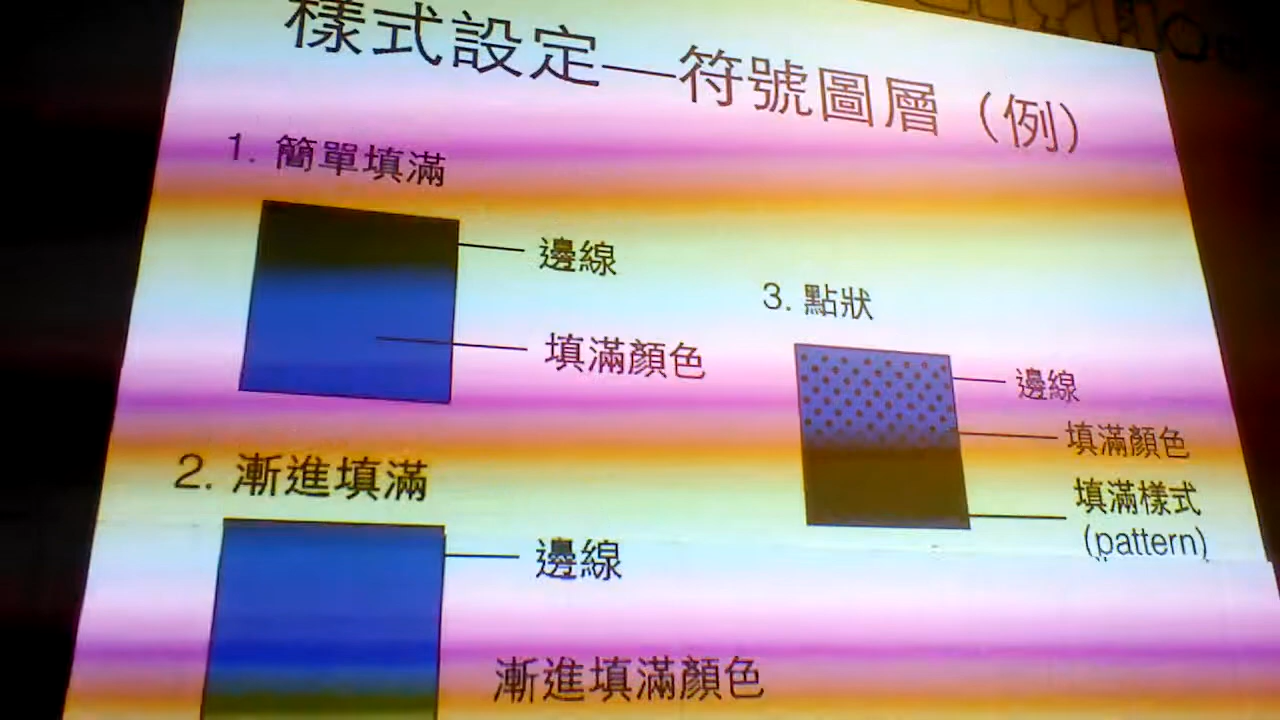 樣式設定—符號圖層（例）
1. 簡單填滿
邊線
填滿顏色
2. 漸進填滿
邊線
漸進填滿顏色
3. 點狀
邊線
填滿顏色
填滿樣式
(pattern)